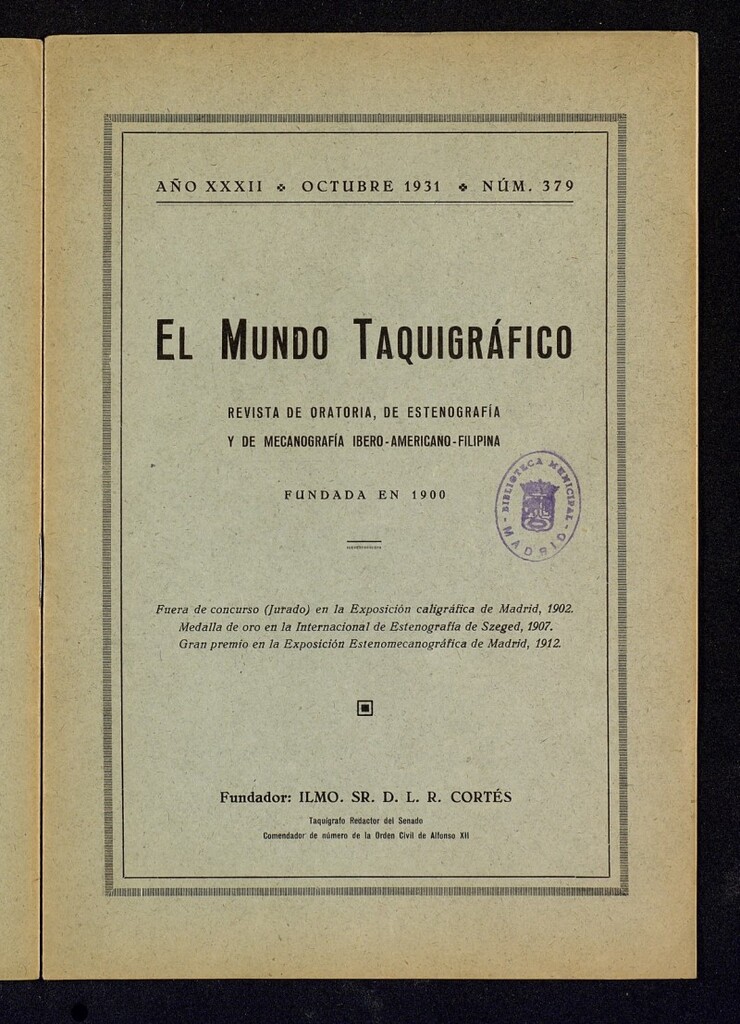 AÑO XXXII ❖ OCTUBRE 1931 ❖ NÚM. 379
EL MUNDO TAQUIGRÁFICO
REVISTA DE ORATORIA, DE ESTENOGRAFÍA
Y DE MECANOGRAFÍA IBERO-AMERICANO-FILIPINA
FUNDADA EN 1900
BIBLIOTECA MUNICIPAL
- MADRID -
Fuera de concurso (Jurado) en la Exposición caligráfica de Madrid, 1902.
Medalla de oro en la Internacional de Estenografía de Szeged, 1907.
Gran premio en la Exposición Estenomecanográfica de Madrid, 1912.
Fundador: ILMO. SR. D. L. R. CORTÉS
Taquígrafo Redactor del Senado
Comendador de número de la Orden Civil de Alfonso XII